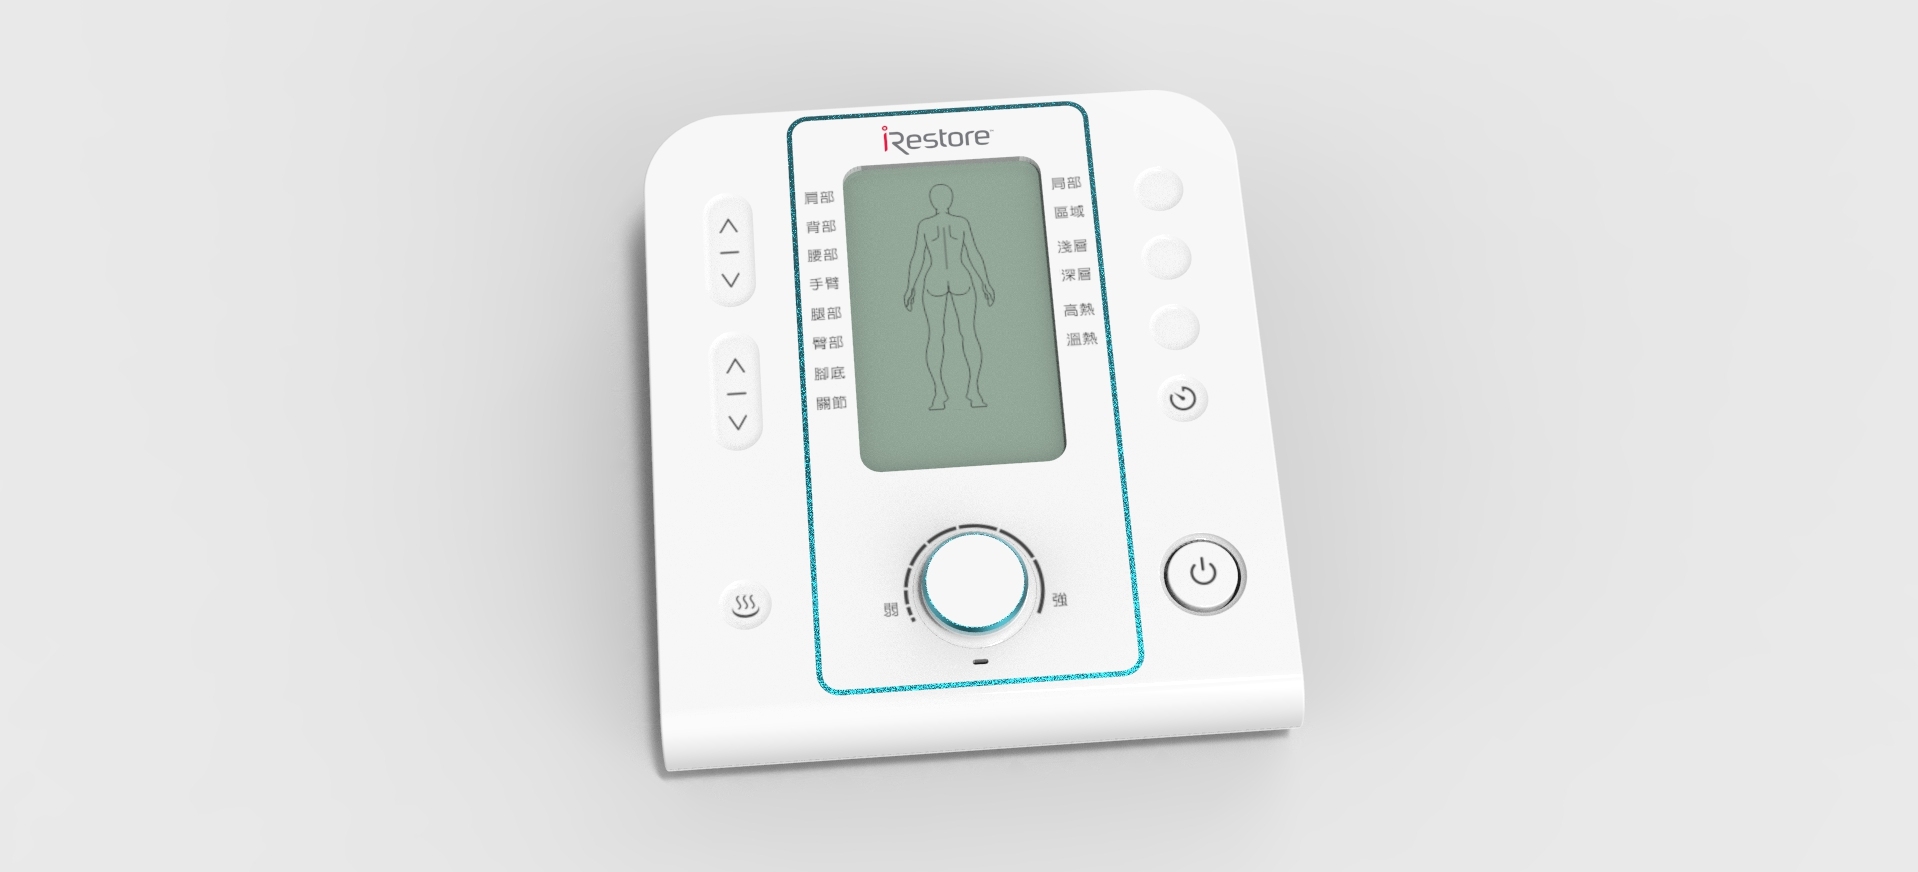 iRestore™
肩部
背部
腰部
手臂
腿部
臀部
腳底
關節
局部
區域
淺層
深層
高熱
溫熱
弱
強